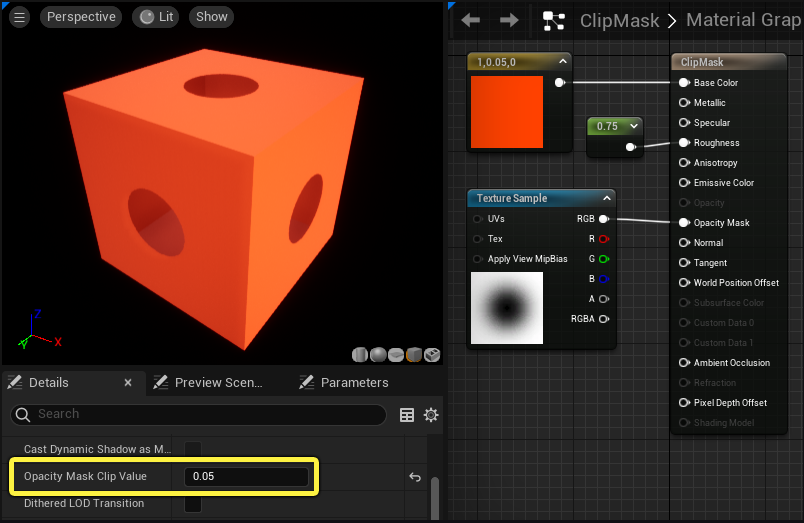 Perspective
Lit
Show
ClipMask
Material Grap
1,0.05,0
0.75
ClipMask
Base Color
Metallic
Specular
Roughness
Anisotropy
Emissive Color
Opacity
Opacity Mask
Normal
Tangent
World Position Offset
Subsurface Color
Custom Data 0
Custom Data 1
Ambient Occlusion
Refraction
Pixel Depth Offset
Shading Model
Texture Sample
UVs
RGB
Tex
R
Apply View MipBias
G
B
A
RGBA
Z
Y
X
Details
Preview Scen...
Parameters
Search
Cast Dynamic Shadow as M...
Opacity Mask Clip Value
0.05
Dithered LOD Transition